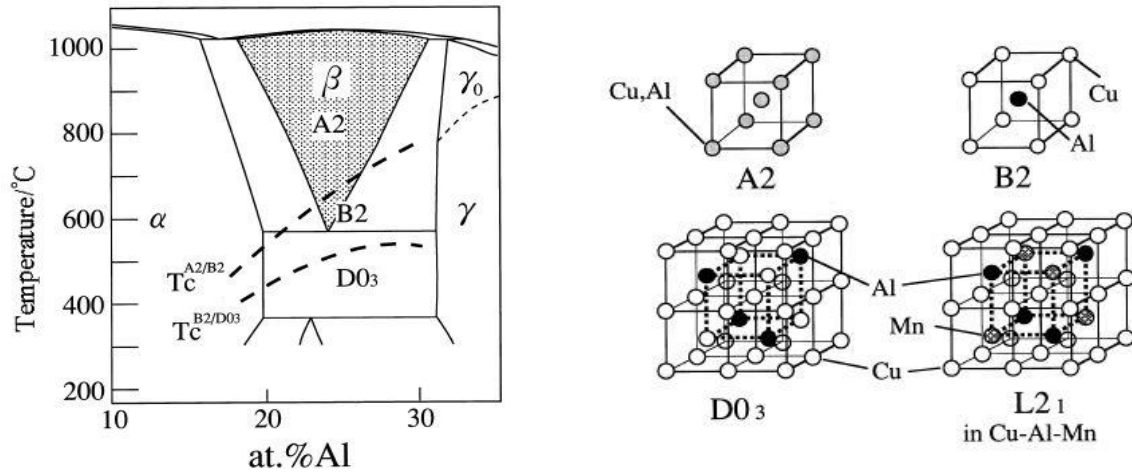 1000
800
600
400
200
Temperature/°C
10
20
30
at.%Al
β
A2
B2
D0₃
α
γ₀
γ
Tc^A2/B2
Tc^B2/D03
Cu,Al
A2
Cu
Al
B2
Al
Mn
Cu
D0₃
L2₁
in Cu-Al-Mn